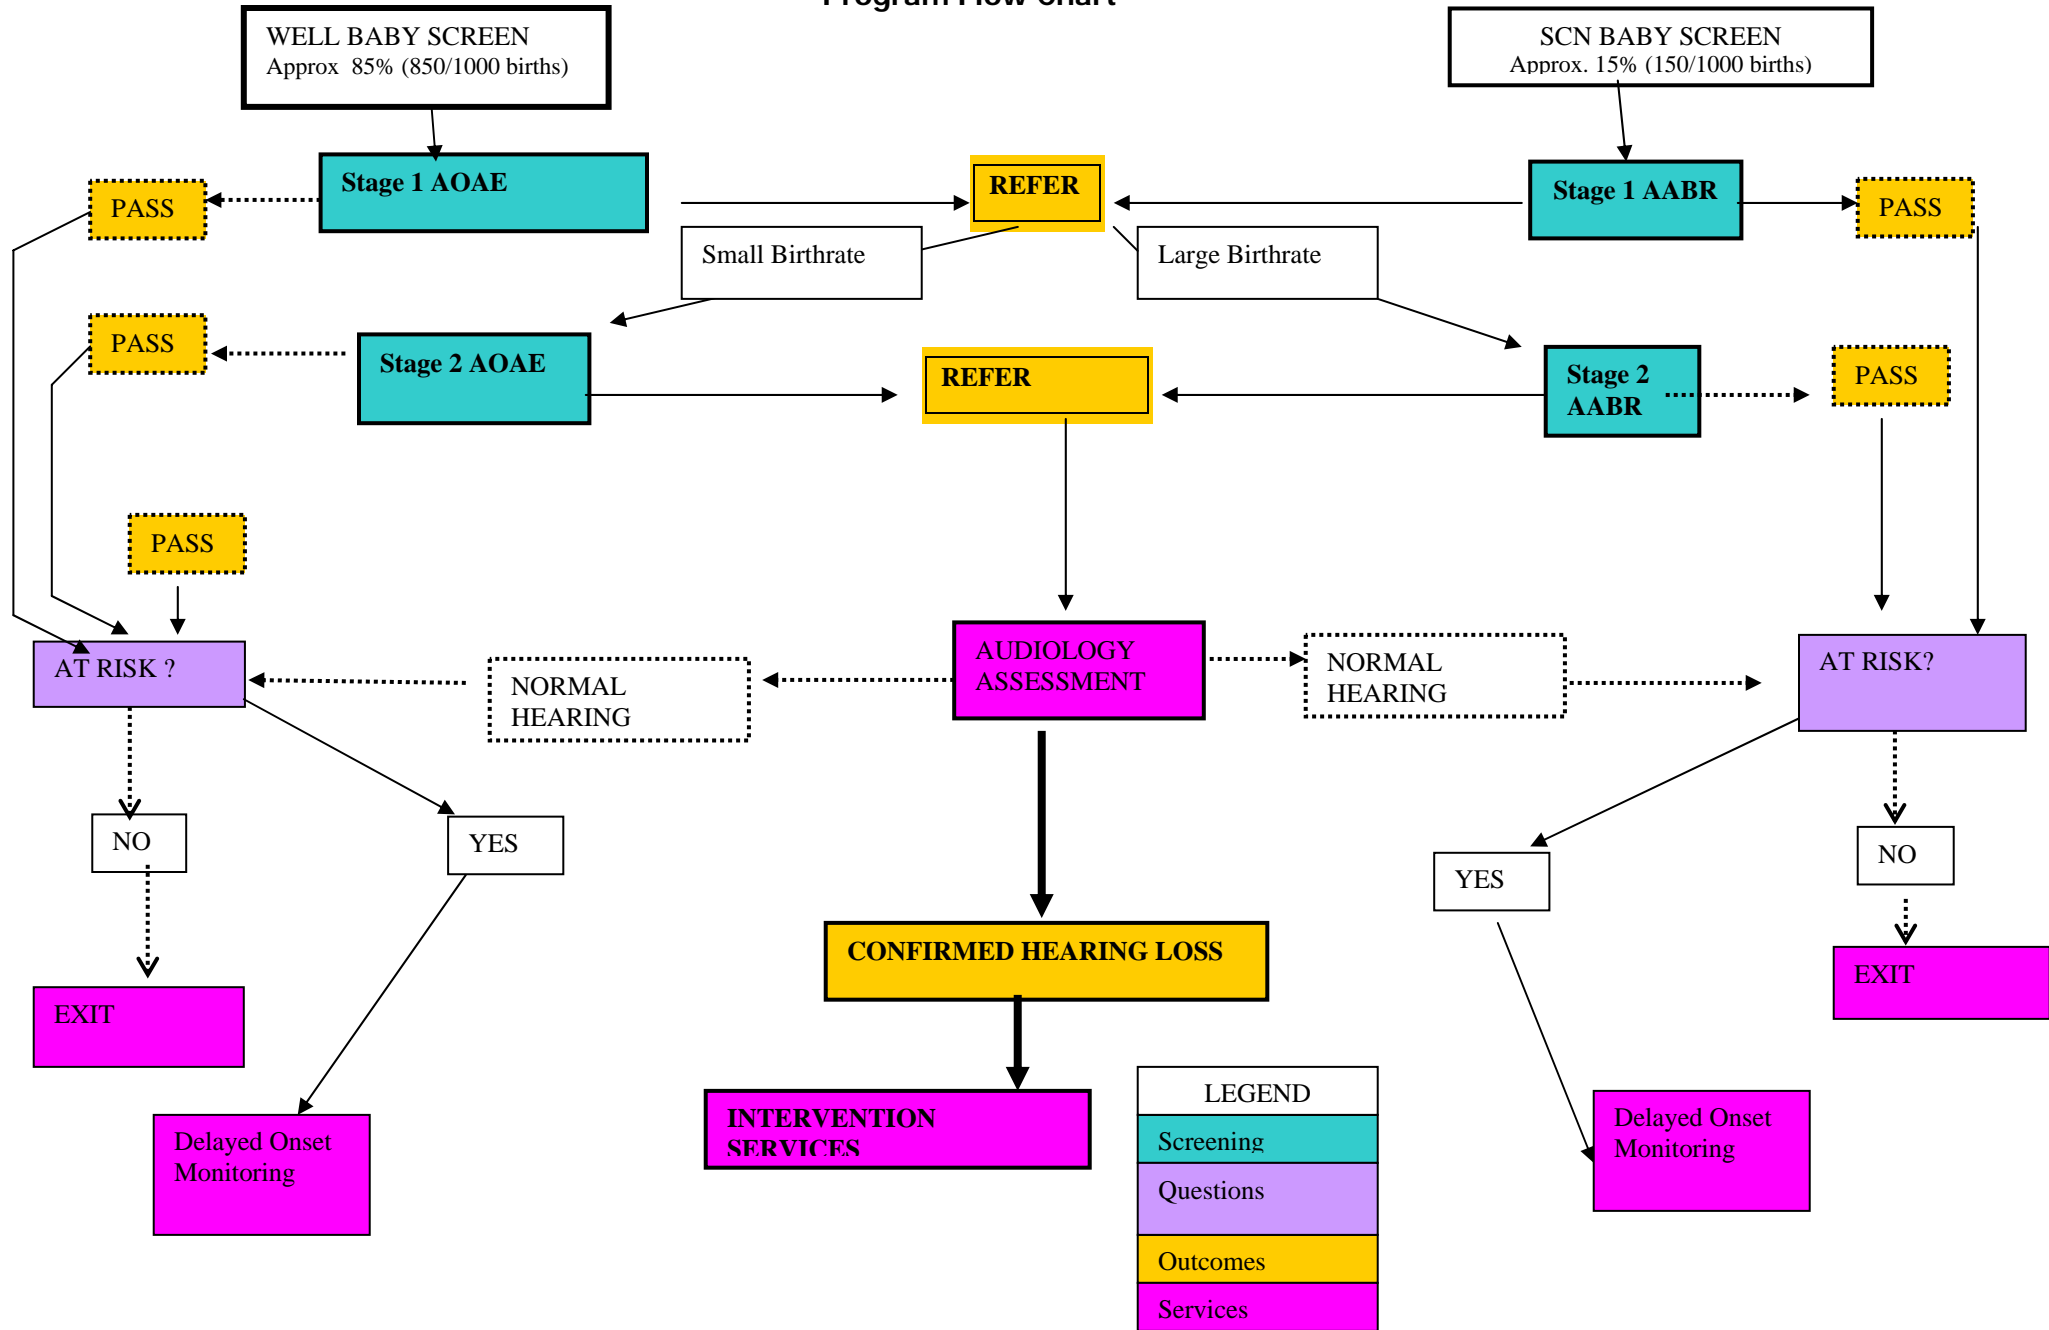 Program Flow Chart
WELL BABY SCREEN
Approx 85% (850/1000 births)
SCN BABY SCREEN
Approx. 15% (150/1000 births)
PASS
Stage 1 AOAE
REFER
Stage 1 AABR
PASS
Small Birthrate
Large Birthrate
PASS
Stage 2 AOAE
REFER
Stage 2
AABR
PASS
PASS
AT RISK ?
NORMAL
HEARING
AUDIOLOGY
ASSESSMENT
NORMAL
HEARING
AT RISK?
NO
YES
YES
NO
CONFIRMED HEARING LOSS
EXIT
EXIT
Delayed Onset
Monitoring
INTERVENTION
SERVICES
Delayed Onset
Monitoring
LEGEND
Screening
Questions
Outcomes
Services